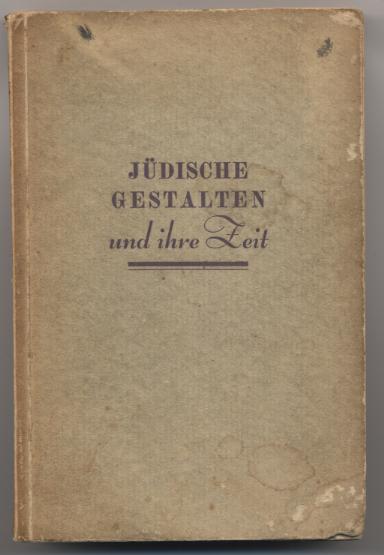 JÜDISCHE
GESTALTEN
und ihre Zeit